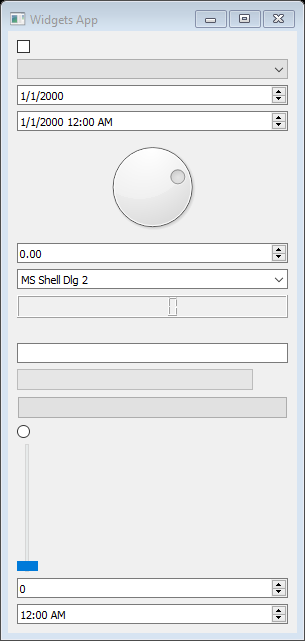 Widgets App
1/1/2000
1/1/2000 12:00 AM
0.00
MS Shell Dlg 2
0
12:00 AM